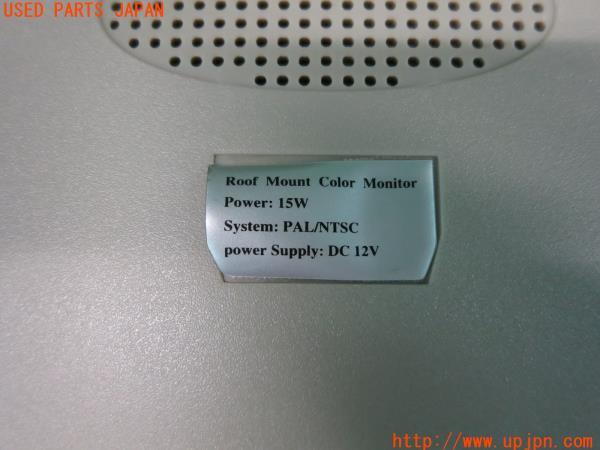 USED PARTS JAPAN
Roof Mount Color Monitor
Power: 15W
System: PAL/NTSC
power Supply: DC 12V
http://www.upjpn.com/